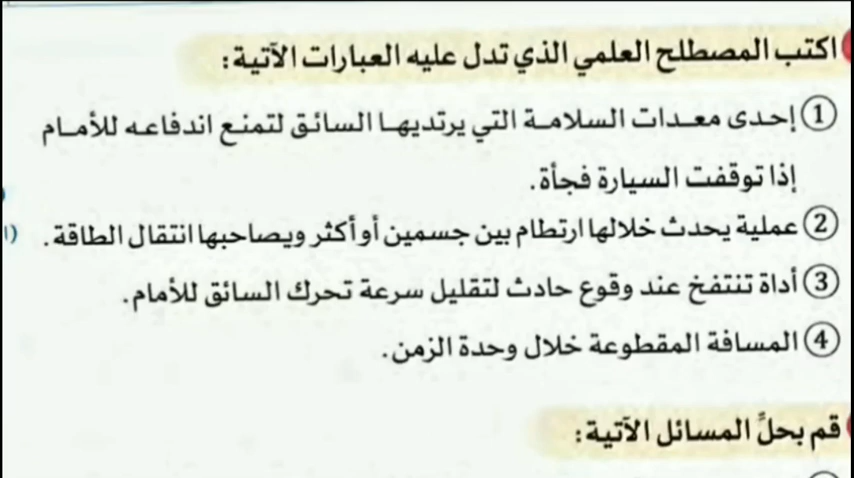 اكتب المصطلح العلمي الذي تدل عليه العبارات الآتية:
① إحدى معدات السلامة التي يرتديها السائق لتمنع اندفاعه للأمام
إذا توقفت السيارة فجأة.
② عملية يحدث خلالها ارتطام بين جسمين أو أكثر ويصاحبها انتقال الطاقة.
③ أداة تنتفخ عند وقوع حادث لتقليل سرعة تحرك السائق للأمام.
④ المسافة المقطوعة خلال وحدة الزمن.
قم بحلِّ المسائل الآتية: